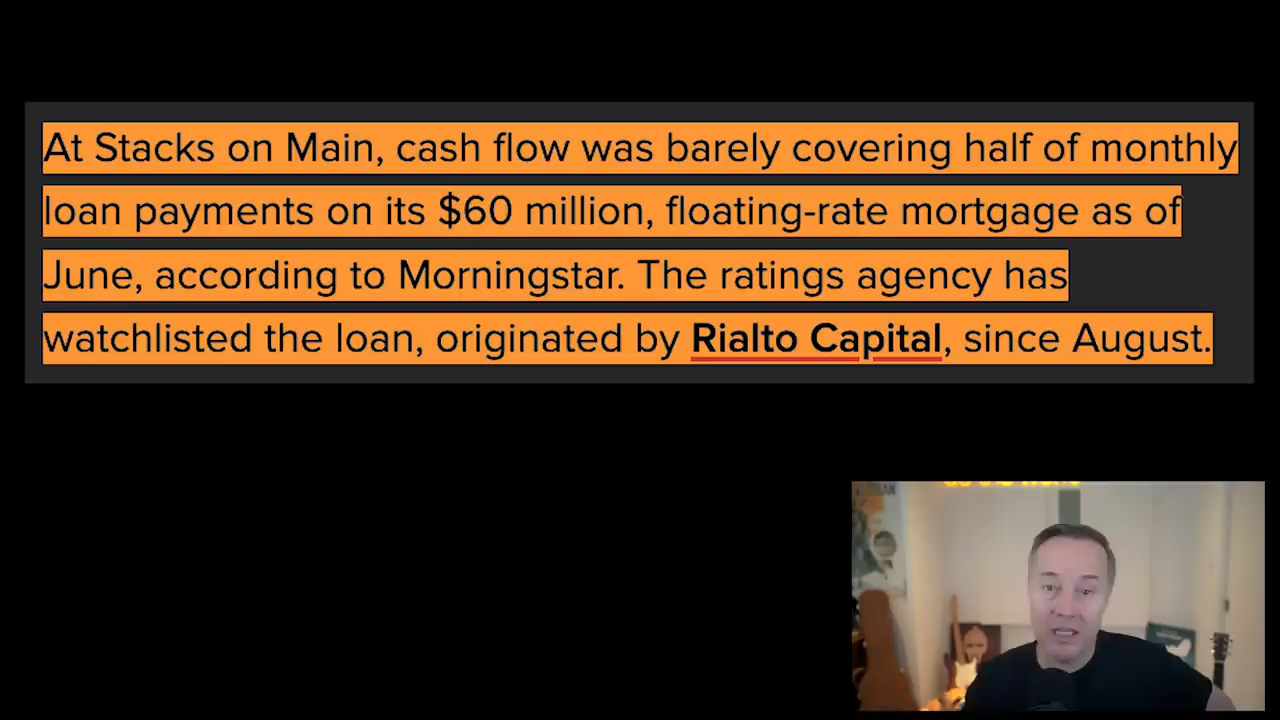 At Stacks on Main, cash flow was barely covering half of monthly
loan payments on its $60 million, floating-rate mortgage as of
June, according to Morningstar. The ratings agency has
watchlisted the loan, originated by Rialto Capital, since August.